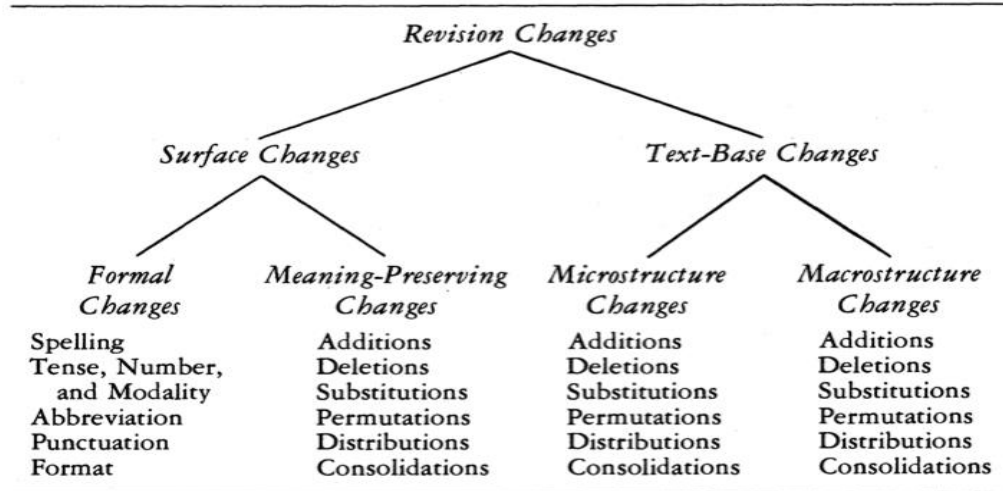 Revision Changes
Surface Changes
Text-Base Changes
Formal
Changes
Spelling
Tense, Number,
and Modality
Abbreviation
Punctuation
Format
Meaning-Preserving
Changes
Additions
Deletions
Substitutions
Permutations
Distributions
Consolidations
Microstructure
Changes
Additions
Deletions
Substitutions
Permutations
Distributions
Consolidations
Macrostructure
Changes
Additions
Deletions
Substitutions
Permutations
Distributions
Consolidations